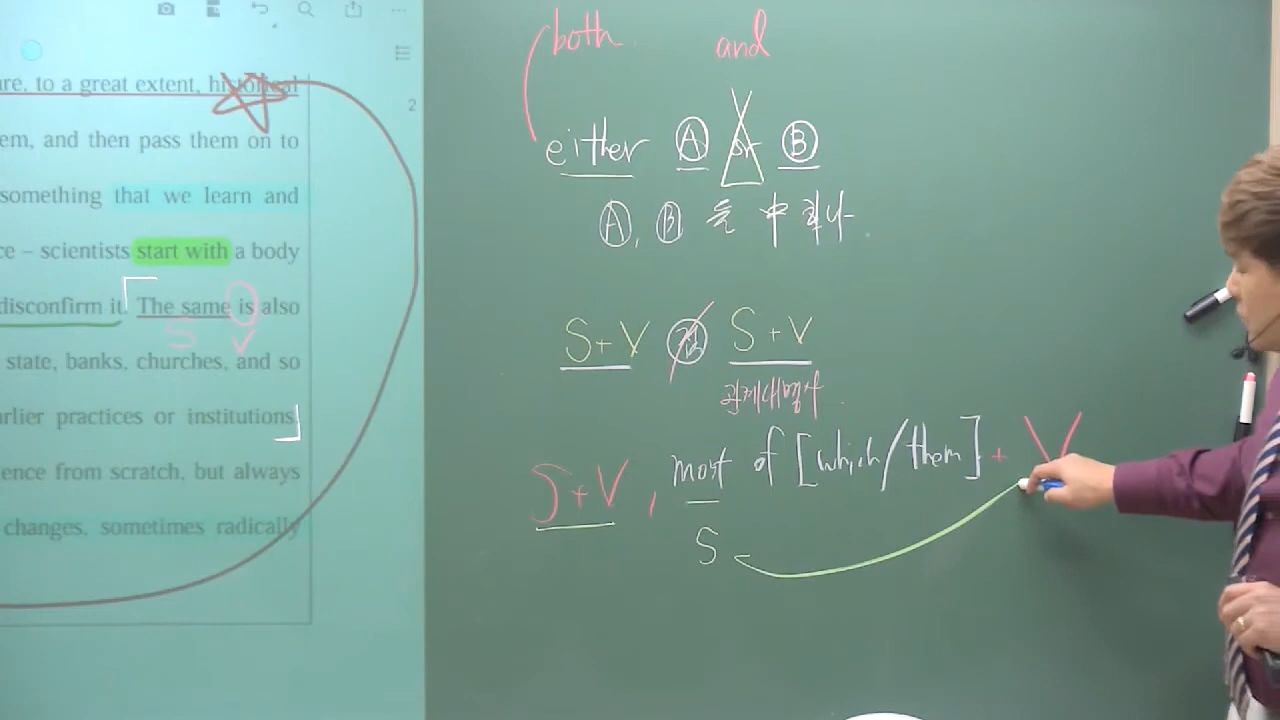 are, to a great extent, historical
2
em, and then pass them on to
something that we learn and
ce – scientists start with a body
disconfirm it. The same is also
S V
state, banks, churches, and so
arlier practices or institutions
ence from scratch, but always
changes, sometimes radically
both and
either Ⓐ or Ⓑ
Ⓐ, Ⓑ 둘 中 하나
S+V 접 S+V
관계대명사
S+V, most of [which/them] + V
S